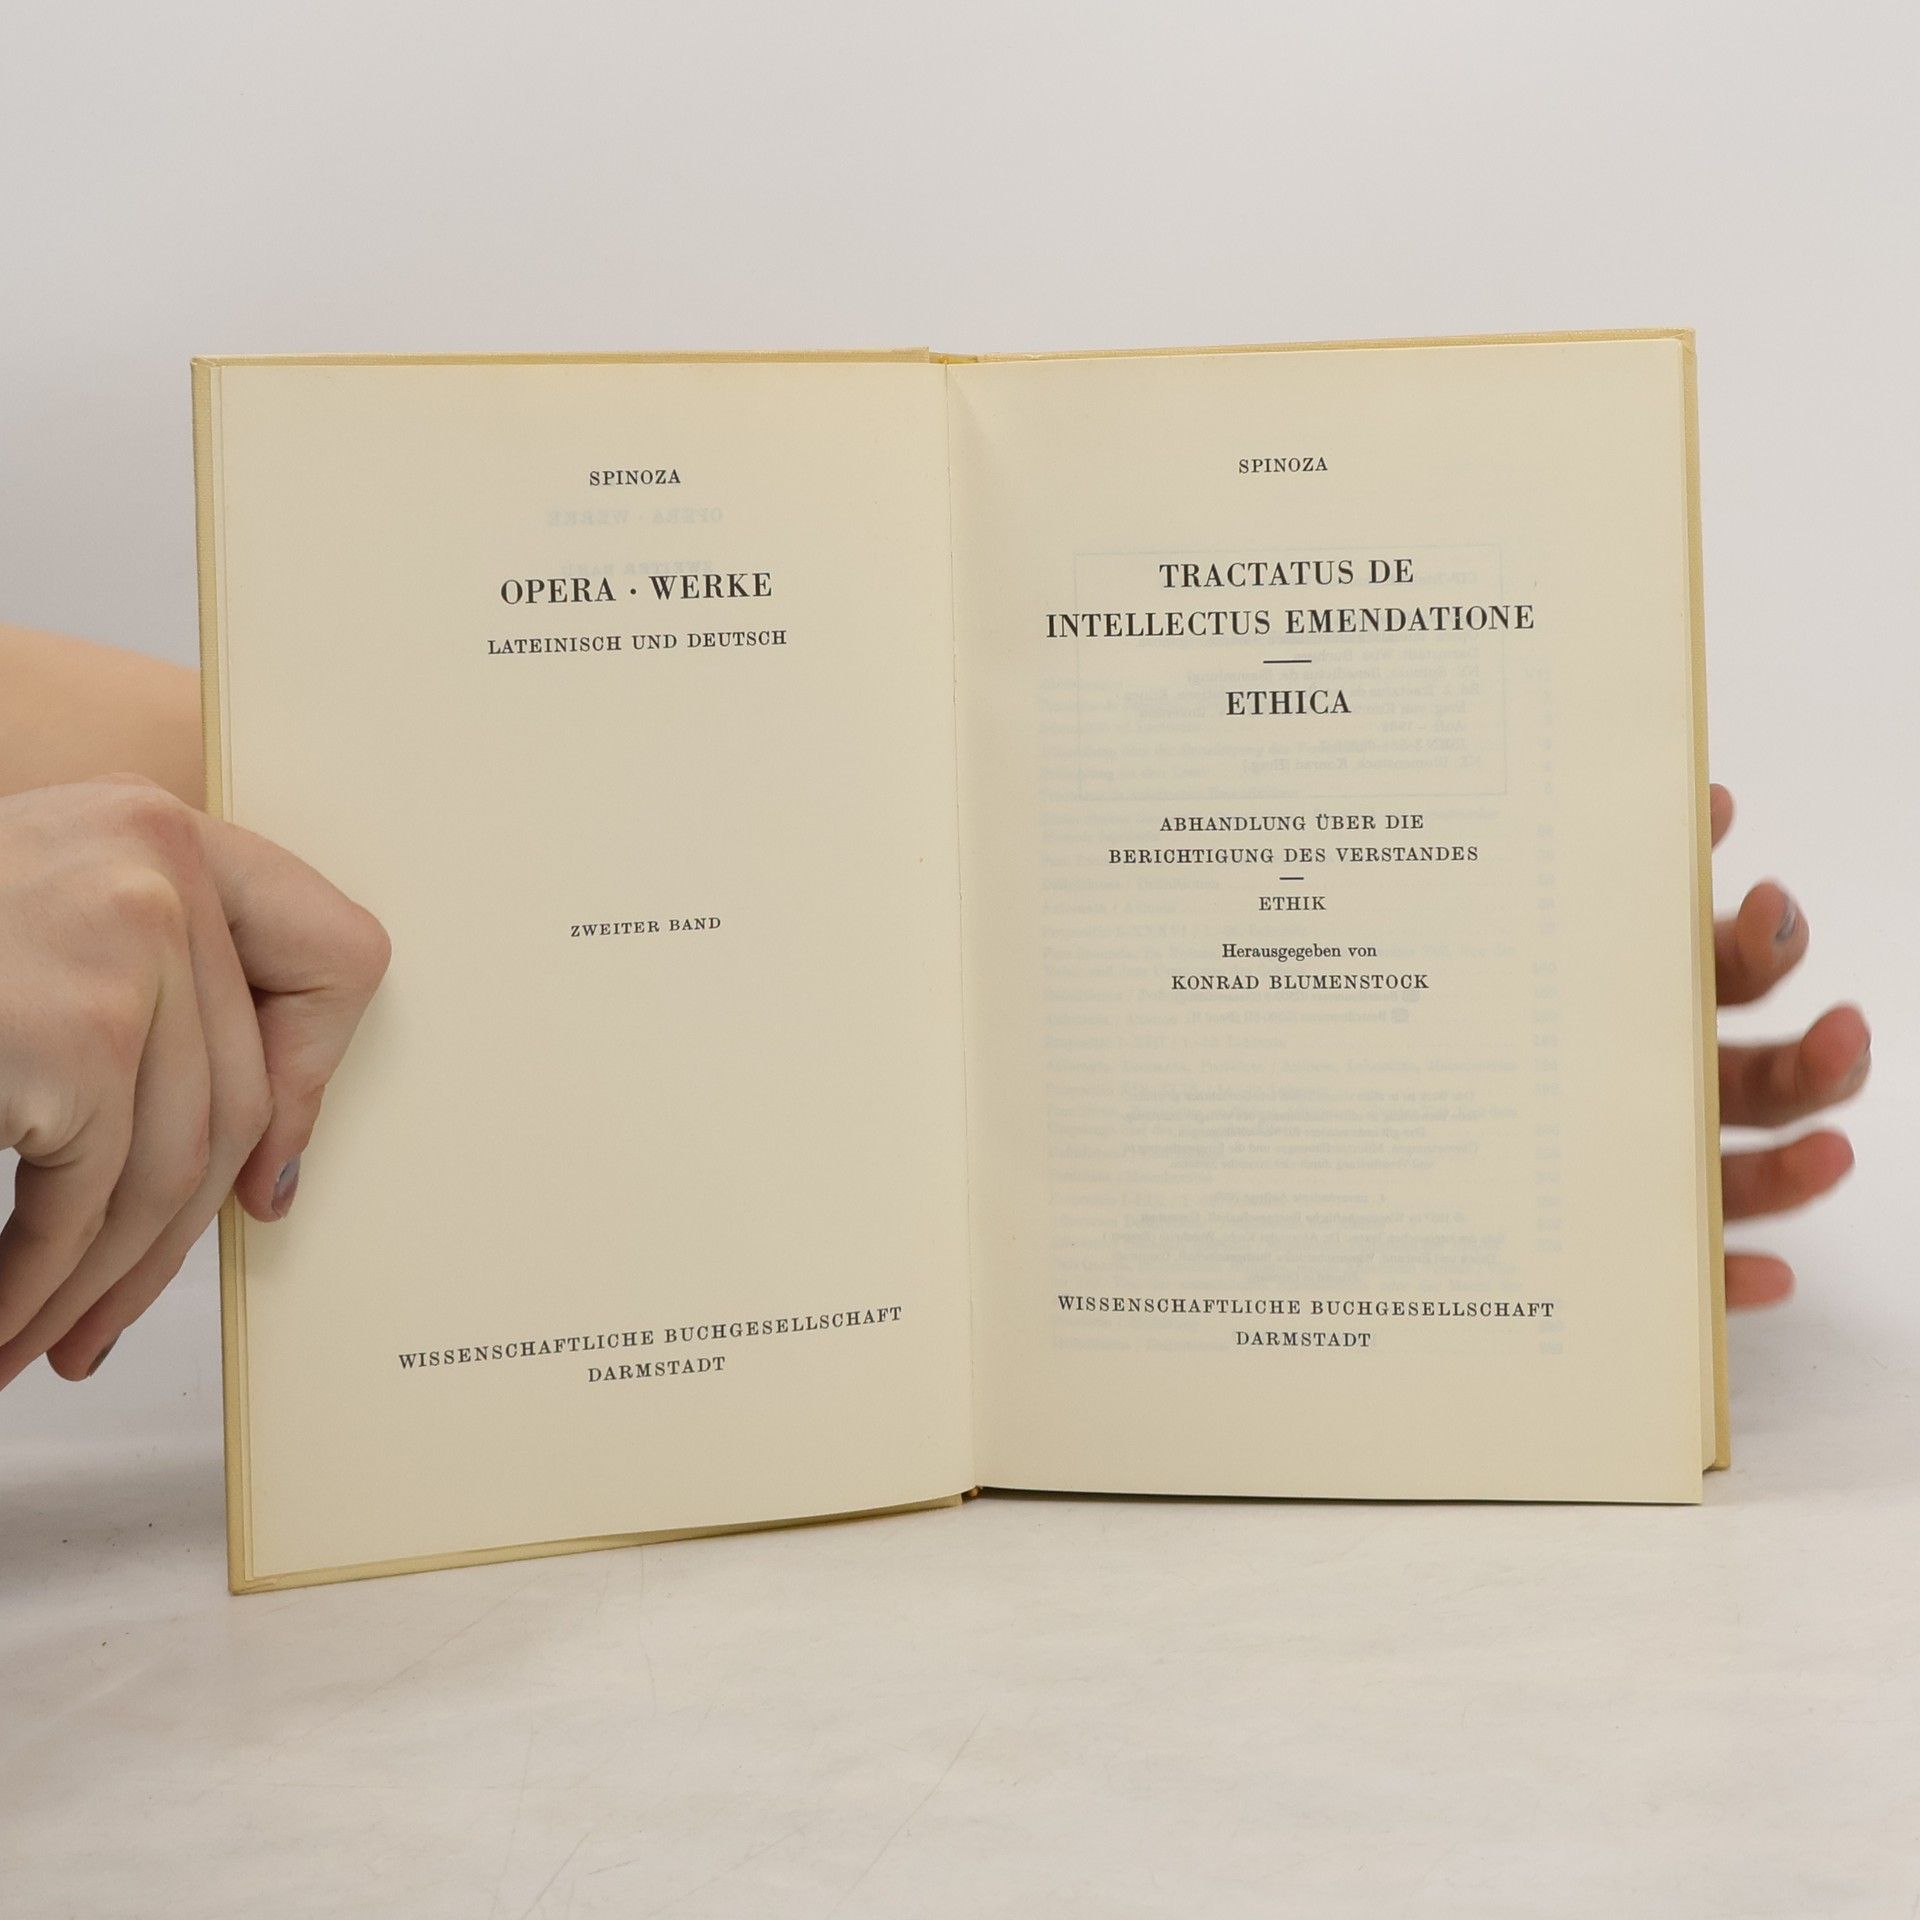 SPINOZA
OPERA · WERKE
LATEINISCH UND DEUTSCH
ZWEITER BAND
WISSENSCHAFTLICHE BUCHGESELLSCHAFT
DARMSTADT
SPINOZA
TRACTATUS DE
INTELLECTUS EMENDATIONE
ETHICA
ABHANDLUNG ÜBER DIE
BERICHTIGUNG DES VERSTANDES
ETHIK
Herausgegeben von
KONRAD BLUMENSTOCK
WISSENSCHAFTLICHE BUCHGESELLSCHAFT
DARMSTADT